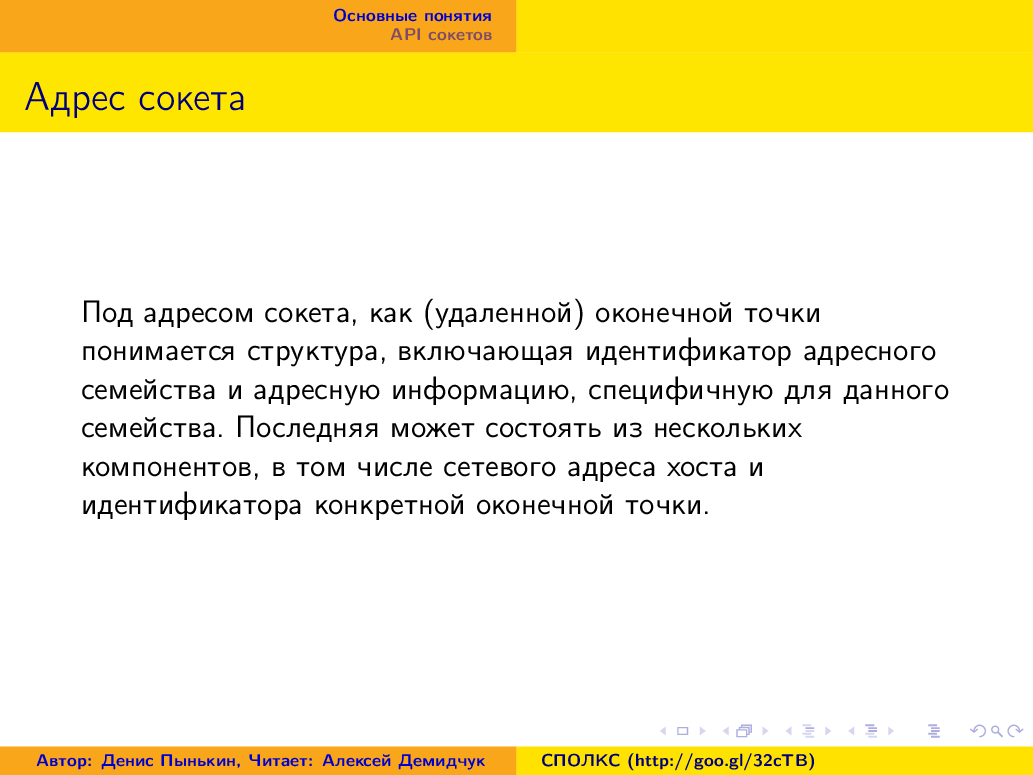 Основные понятия
API сокетов
Адрес сокета
Под адресом сокета, как (удаленной) оконечной точки
понимается структура, включающая идентификатор адресного
семейства и адресную информацию, специфичную для данного
семейства. Последняя может состоять из нескольких
компонентов, в том числе сетевого адреса хоста и
идентификатора конкретной оконечной точки.
Автор: Денис Пынькин, Читает: Алексей Демидчук
СПОЛКС (http://goo.gl/32cTB)